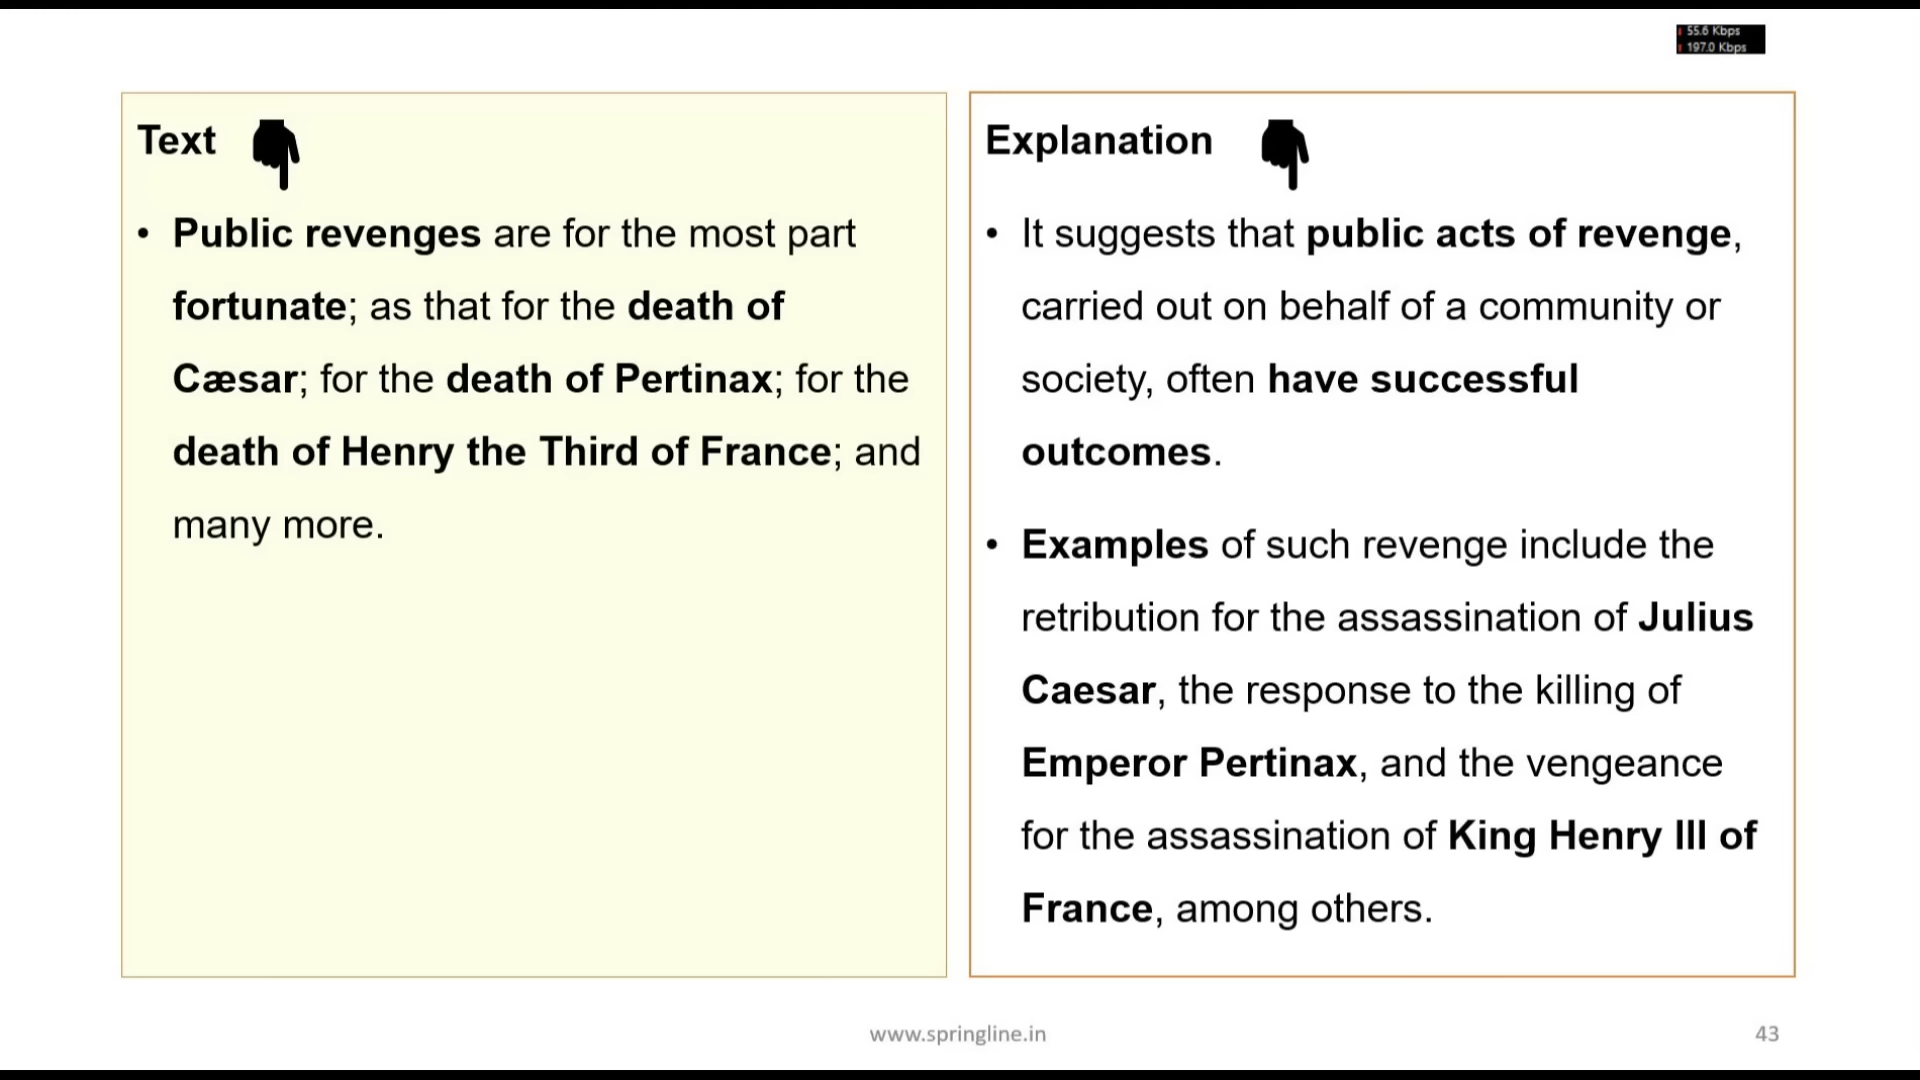 55.6 Kbps
197.0 Kbps
Text
• Public revenges are for the most part
fortunate; as that for the death of
Cæsar; for the death of Pertinax; for the
death of Henry the Third of France; and
many more.
Explanation
• It suggests that public acts of revenge,
carried out on behalf of a community or
society, often have successful
outcomes.
• Examples of such revenge include the
retribution for the assassination of Julius
Caesar, the response to the killing of
Emperor Pertinax, and the vengeance
for the assassination of King Henry III of
France, among others.
www.springline.in
43